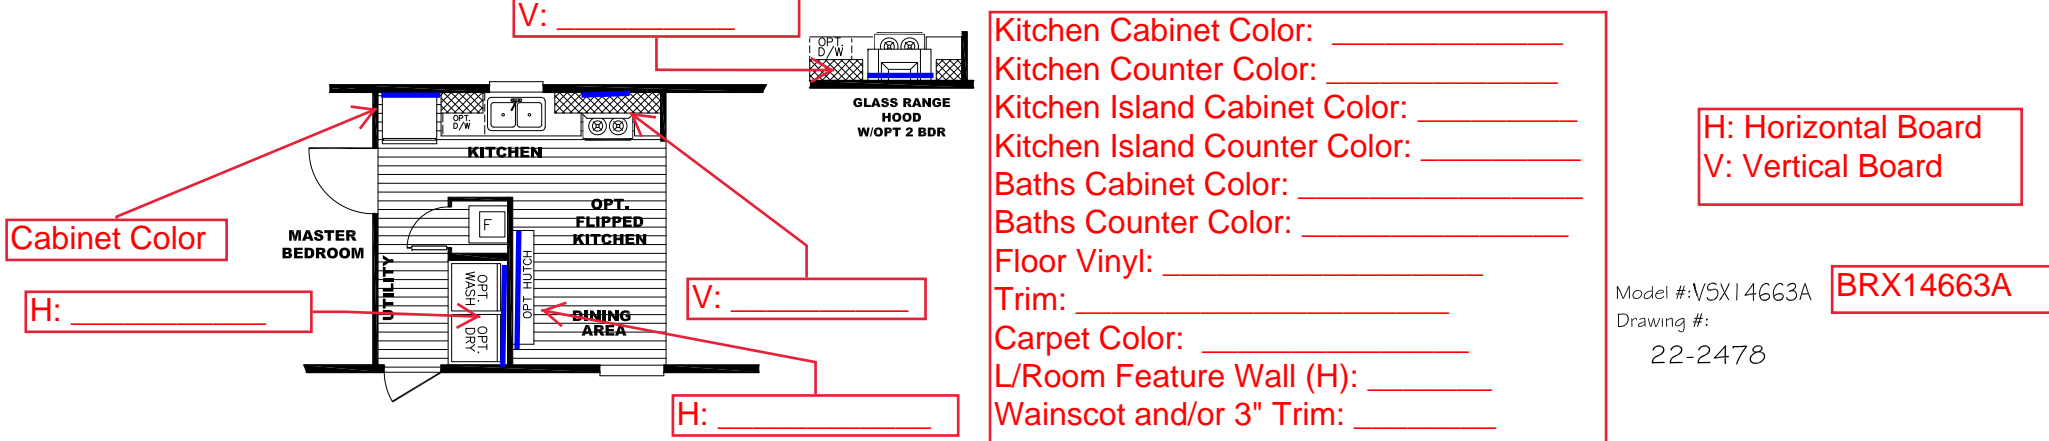 V: ___________
OPT.
D/W
GLASS RANGE
HOOD
W/OPT 2 BDR
OPT.
D/W
KITCHEN
OPT.
FLIPPED
KITCHEN
F
MASTER
BEDROOM
UTILITY
OPT.
WASH
OPT.
DRY
OPT HUTCH
DINING
AREA
Cabinet Color
H: ___________
V: ___________
H: ____________
Kitchen Cabinet Color: _____________
Kitchen Counter Color: _____________
Kitchen Island Cabinet Color: _________
Kitchen Island Counter Color: _________
Baths Cabinet Color: ________________
Baths Counter Color: _______________
Floor Vinyl: __________________
Trim: _____________________
Carpet Color: _______________
L/Room Feature Wall (H): _______
Wainscot and/or 3" Trim: ________
H: Horizontal Board
V: Vertical Board
Model #:VSX14663A
BRX14663A
Drawing #:
22-2478